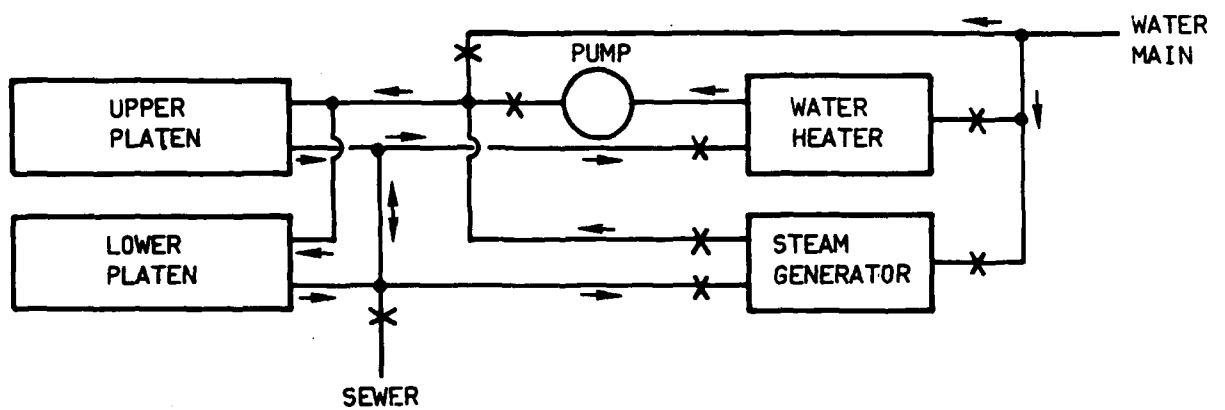 WATER
MAIN
PUMP
UPPER
PLATEN
WATER
HEATER
LOWER
PLATEN
STEAM
GENERATOR
SEWER